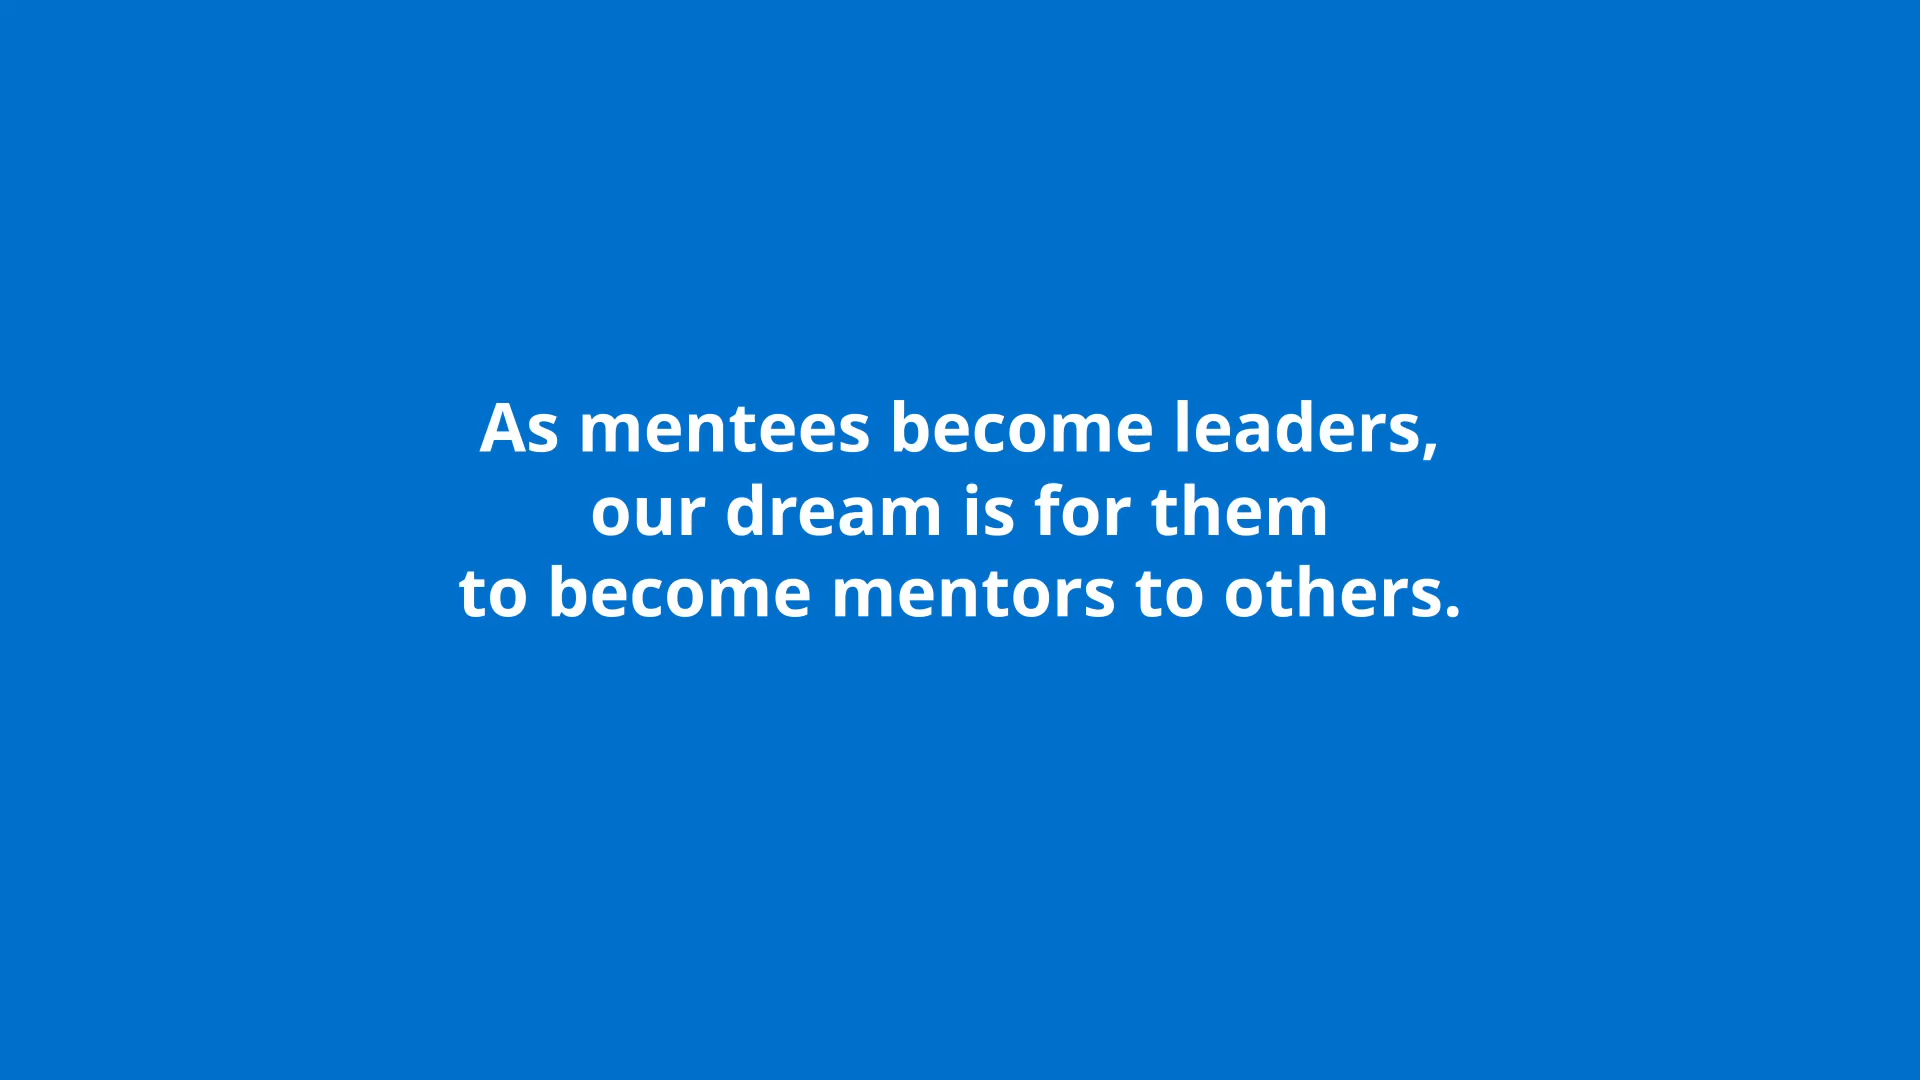 As mentees become leaders,
our dream is for them
to become mentors to others.